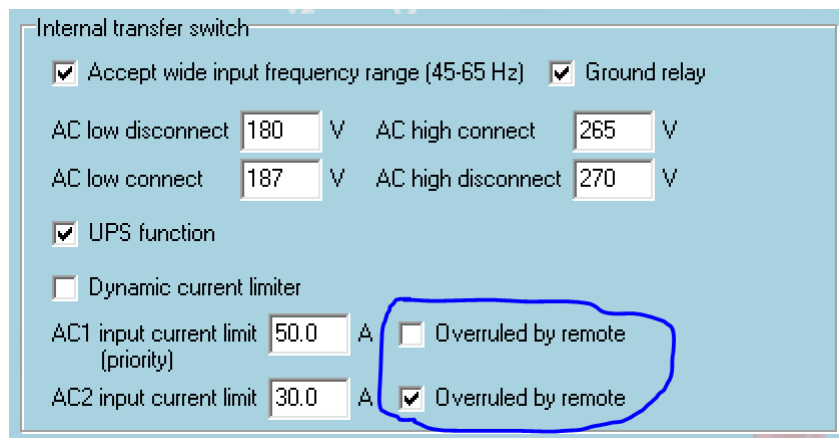 Internal transfer switch
Accept wide input frequency range (45-65 Hz) Ground relay
AC low disconnect 180 V AC high connect 265 V
AC low connect 187 V AC high disconnect 270 V
UPS function
Dynamic current limiter
AC1 input current limit 50.0 A Overruled by remote
(priority)
AC2 input current limit 30.0 A Overruled by remote